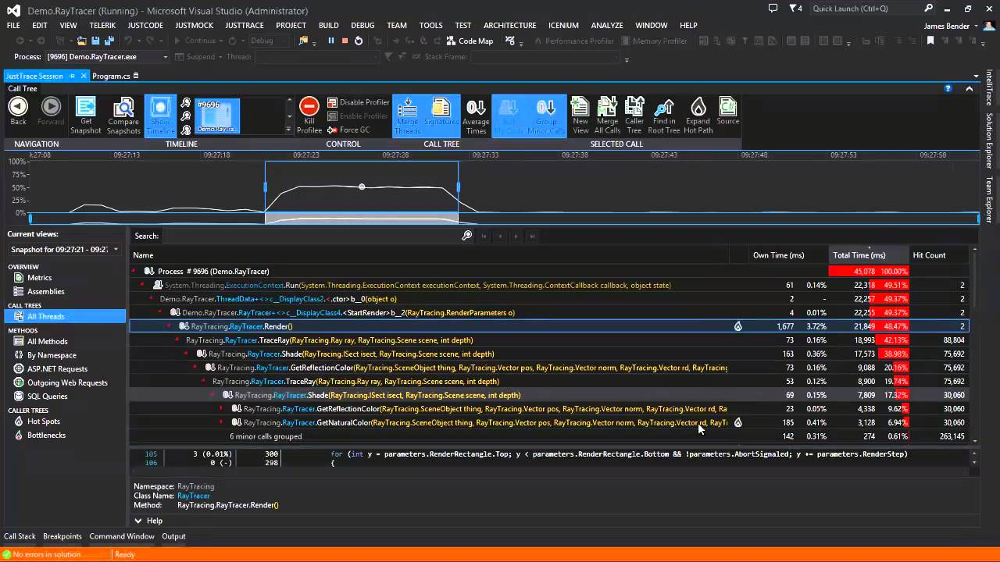 Demo.RayTracer (Running) - Microsoft Visual Studio (Administrator)
4
Quick Launch (Ctrl+Q)
FILE EDIT VIEW TELERIK JUSTCODE JUSTMOCK JUSTTRACE PROJECT BUILD DEBUG TEAM TOOLS TEST ARCHITECTURE ICENIUM ANALYZE WINDOW HELP
James Bender
Continue Debug Code Map Performance Profiler Memory Profiler
Process: [9696] Demo.RayTracer.exe Suspend Thread: Stack Frame:
JustTrace Session Program.cs
Call Tree
Back Forward Get Snapshot Compare Snapshots Show Timeline #9696 Demo.RayTra... Kill Profilee Disable Profiler Enable Profiler Force GC Merge Threads Signatures Average Times Just My Code Group Minor Calls New View Merge All Calls Caller Tree Find in Root Tree Expand Hot Path Source
NAVIGATION TIMELINE CONTROL CALL TREE SELECTED CALL
09:27:13 09:27:18 09:27:23 09:27:28 09:27:33 09:27:43 09:27:48 09:27:53 09:27:58
100%
75%
50%
25%
0%
Current views:
Snapshot for 09:27:21 - 09:27
OVERVIEW
Metrics
Assemblies
CALL TREES
All Threads
METHODS
All Methods
By Namespace
ASP.NET Requests
Outgoing Web Requests
SQL Queries
CALLER TREES
Hot Spots
Bottlenecks
Search:
Name Own Time (ms) Total Time (ms) Hit Count
Process # 9696 (Demo.RayTracer) 45,078 100.00%
System.Threading.ExecutionContext.Run(System.Threading.ExecutionContext executionContext, System.Threading.ContextCallback callback, object state) 61 0.14% 22,318 49.51% 2
Demo.RayTracer.ThreadData+<>c__DisplayClass2.<.ctor>b__0(object o) 2 - 22,257 49.37% 2
Demo.RayTracer.RayTracer+<>c__DisplayClass4.<StartRender>b__2(RayTracing.RenderParameters o) 4 0.01% 22,255 49.37% 2
RayTracing.RayTracer.Render() 1,677 3.72% 21,849 48.47% 2
RayTracing.RayTracer.TraceRay(RayTracing.Ray ray, RayTracing.Scene scene, int depth) 73 0.16% 18,993 42.13% 88,804
RayTracing.RayTracer.Shade(RayTracing.ISect isect, RayTracing.Scene scene, int depth) 163 0.36% 17,573 38.98% 75,692
RayTracing.RayTracer.GetReflectionColor(RayTracing.SceneObject thing, RayTracing.Vector pos, RayTracing.Vector norm, RayTracing.Vector rd, RayTracing 73 0.16% 9,088 20.16% 75,692
RayTracing.RayTracer.TraceRay(RayTracing.Ray ray, RayTracing.Scene scene, int depth) 53 0.12% 8,900 19.74% 75,692
RayTracing.RayTracer.Shade(RayTracing.ISect isect, RayTracing.Scene scene, int depth) 69 0.15% 7,809 17.32% 30,060
RayTracing.RayTracer.GetReflectionColor(RayTracing.SceneObject thing, RayTracing.Vector pos, RayTracing.Vector norm, RayTracing.Vector rd, Ra 23 0.05% 4,338 9.62% 30,060
RayTracing.RayTracer.GetNaturalColor(RayTracing.SceneObject thing, RayTracing.Vector pos, RayTracing.Vector norm, RayTracing.Vector rd, RayT 185 0.41% 3,128 6.94% 30,060
6 minor calls grouped 142 0.31% 274 0.61% 263,145
105 3 (0.01%) 300 for (int y = parameters.RenderRectangle.Top; y < parameters.RenderRectangle.Bottom && !parameters.AbortSignaled; y += parameters.RenderStep)
106 0 (-) 298 {
Namespace: RayTracing
Class Name: RayTracer
Method: RayTracing.RayTracer.Render()
Help
Call Stack Breakpoints Command Window Output
No errors in solution Ready
IntelliTrace
Solution Explorer
Team Explorer